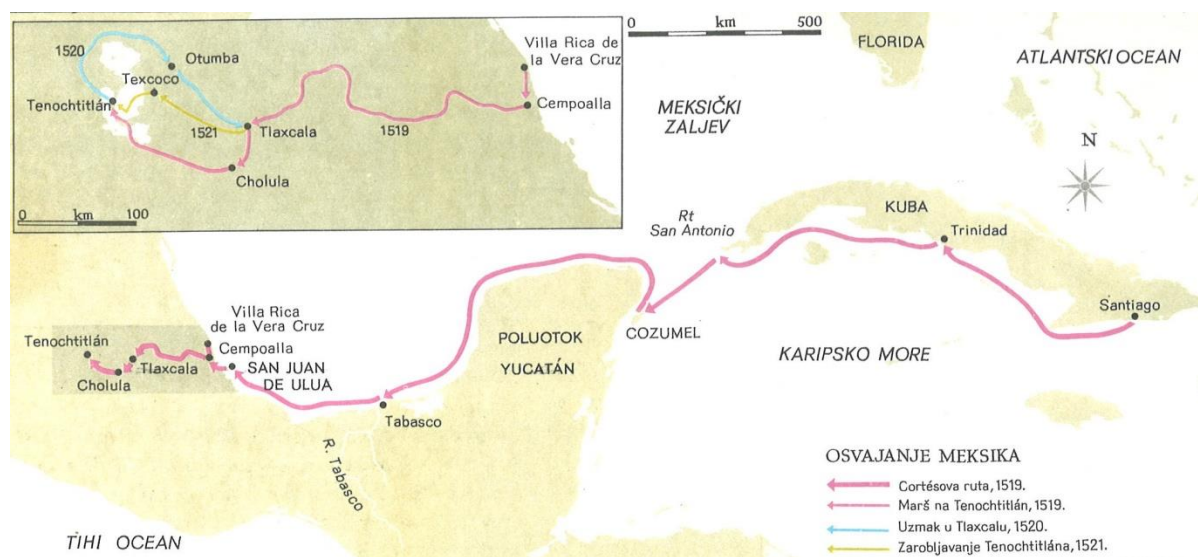 1520
Otumba
Texcoco
Tenochtitlán
1521
Tlaxcala
Cholula
1519
Villa Rica de
la Vera Cruz
Cempoalla
0 km 100
0 km 500
FLORIDA
ATLANTSKI OCEAN
MEKSIČKI
ZALJEV
N
KUBA
Rt
San Antonio
Trinidad
Santiago
COZUMEL
KARIPSKO MORE
POLUOTOK
YUCATÁN
Villa Rica
de la Vera Cruz
Tenochtitlán
Cempoalla
Tlaxcala
Cholula
SAN JUAN
DE ULUA
Tabasco
R. Tabasco
TIHI OCEAN
OSVAJANJE MEKSIKA
Cortésova ruta, 1519.
Marš na Tenochtitlán, 1519.
Uzmak u Tlaxcalu, 1520.
Zarobljavanje Tenochtitlána, 1521.